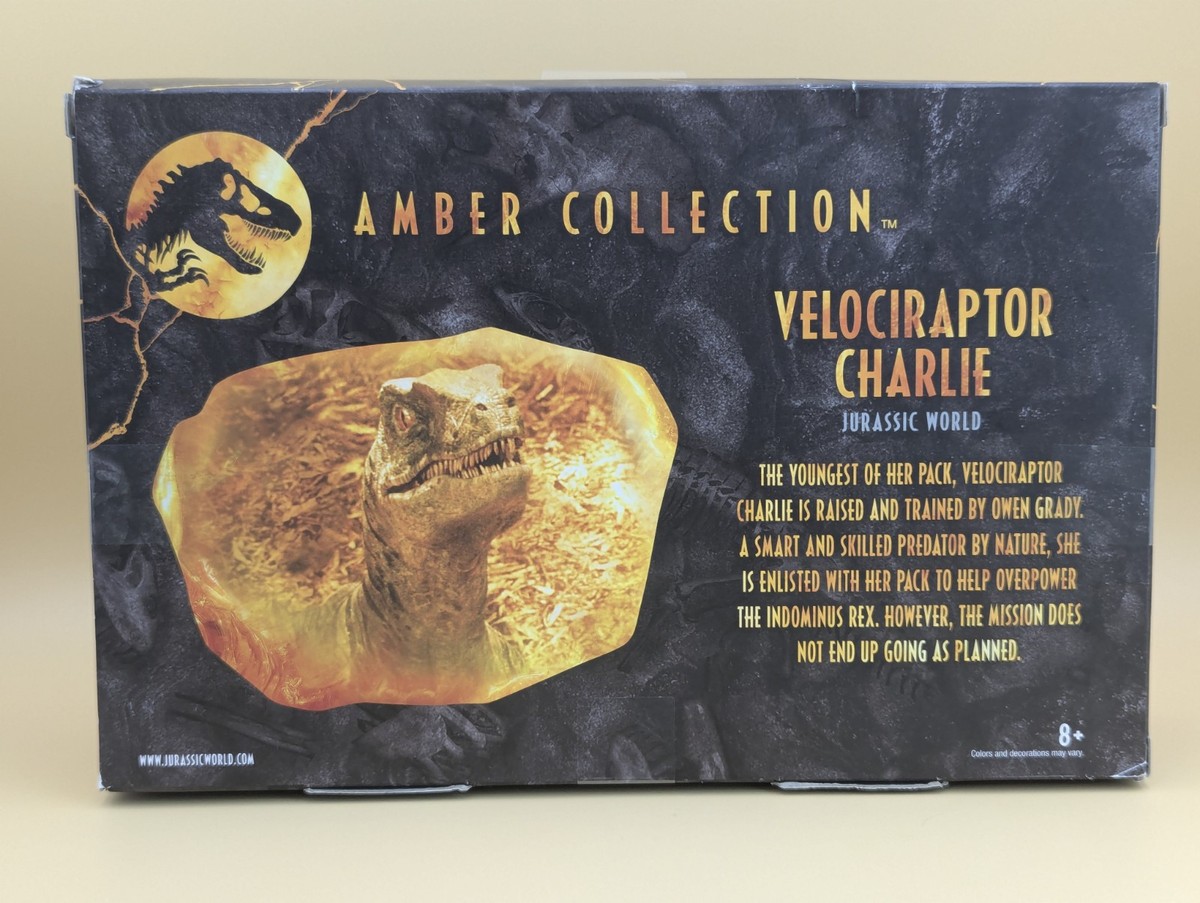 AMBER COLLECTION™
VELOCIRAPTOR
CHARLIE
JURASSIC WORLD
THE YOUNGEST OF HER PACK, VELOCIRAPTOR
CHARLIE IS RAISED AND TRAINED BY OWEN GRADY.
A SMART AND SKILLED PREDATOR BY NATURE, SHE
IS ENLISTED WITH HER PACK TO HELP OVERPOWER
THE INDOMINUS REX. HOWEVER, THE MISSION DOES
NOT END UP GOING AS PLANNED.
WWW.JURASSICWORLD.COM
8+
Colors and decorations may vary.